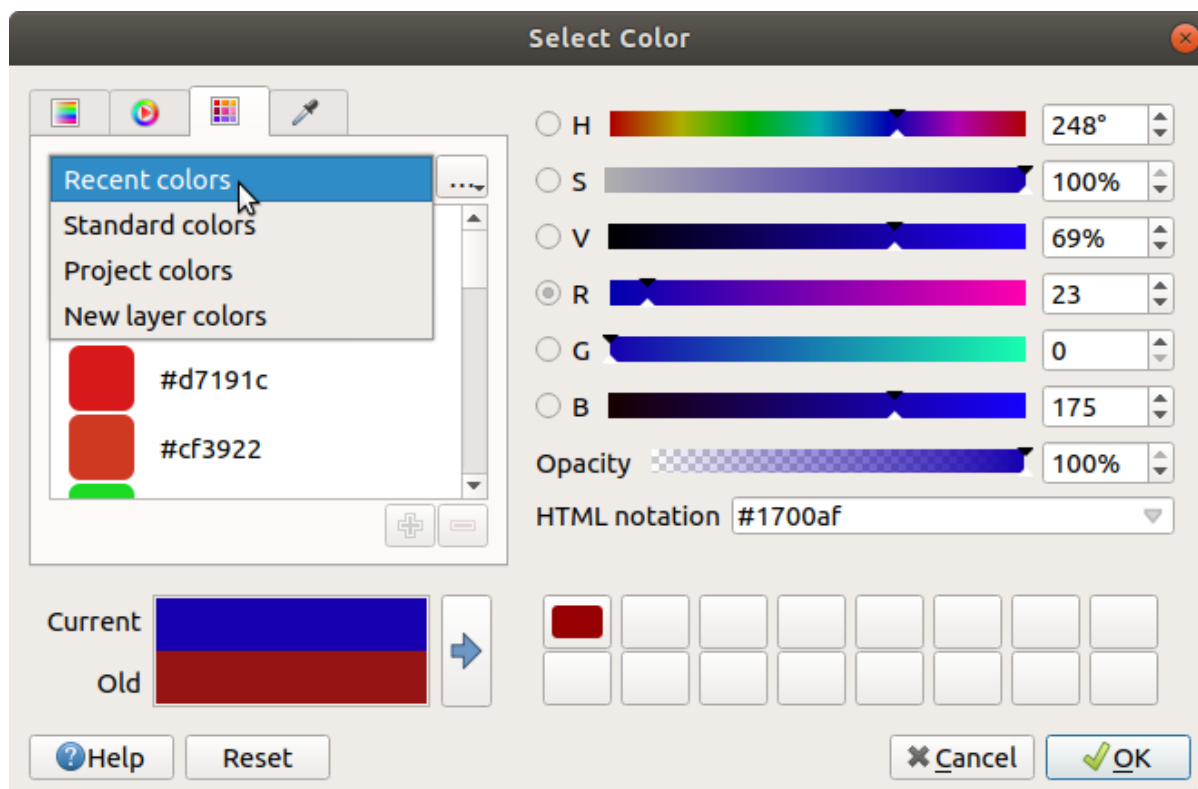 Select Color
Recent colors
...
Standard colors
Project colors
New layer colors
#d7191c
#cf3922
H 248°
S 100%
V 69%
R 23
G 0
B 175
Opacity 100%
HTML notation #1700af
Current
Old
Help
Reset
Cancel
OK